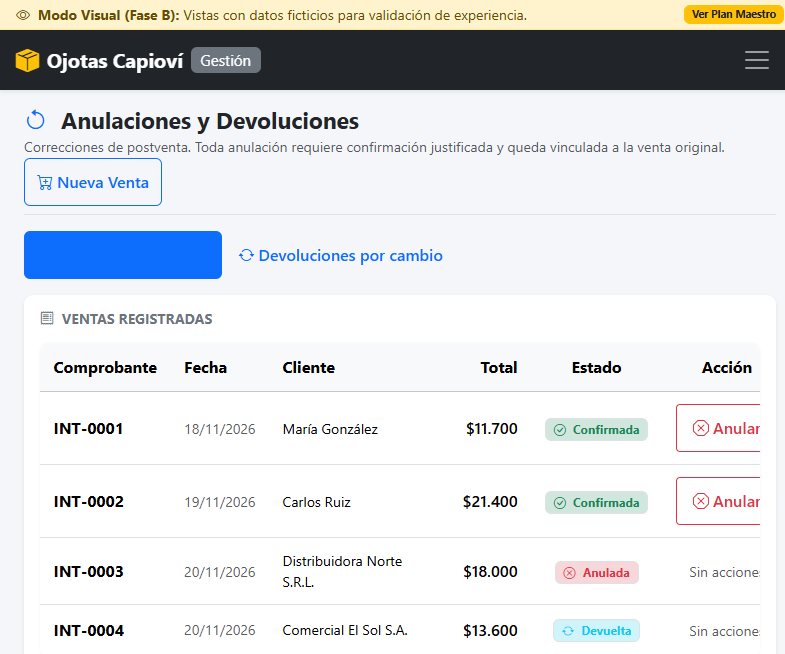 Modo Visual (Fase B): Vistas con datos ficticios para validación de experiencia.
Ver Plan Maestro
Ojotas Capioví Gestión
Anulaciones y Devoluciones
Correcciones de postventa. Toda anulación requiere confirmación justificada y queda vinculada a la venta original.
Nueva Venta
Devoluciones por cambio
VENTAS REGISTRADAS
Comprobante Fecha Cliente Total Estado Acción
INT-0001 18/11/2026 María González $11.700 Confirmada Anular
INT-0002 19/11/2026 Carlos Ruiz $21.400 Confirmada Anular
INT-0003 20/11/2026 Distribuidora Norte S.R.L. $18.000 Anulada Sin acciones
INT-0004 20/11/2026 Comercial El Sol S.A. $13.600 Devuelta Sin acciones